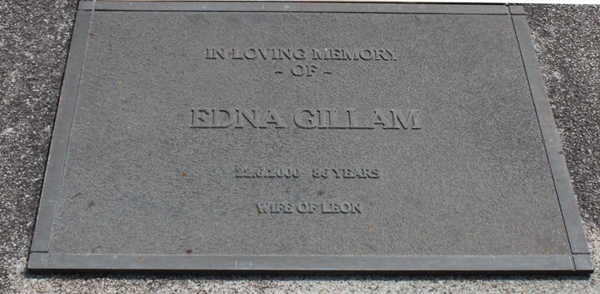 IN LOVING MEMORY
- OF -
EDNA GILLAM
22.6.2000 86 YEARS
WIFE OF LEON